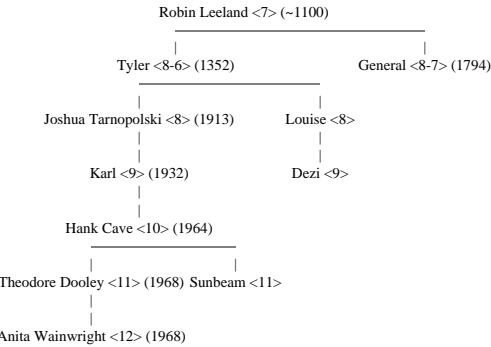 Robin Leeland <7> (~1100)
Tyler <8-6> (1352) General <8-7> (1794)
Joshua Tarnopolski <8> (1913) Louise <8>
Karl <9> (1932) Dezi <9>
Hank Cave <10> (1964)
Theodore Dooley <11> (1968) Sunbeam <11>
Anita Wainwright <12> (1968)